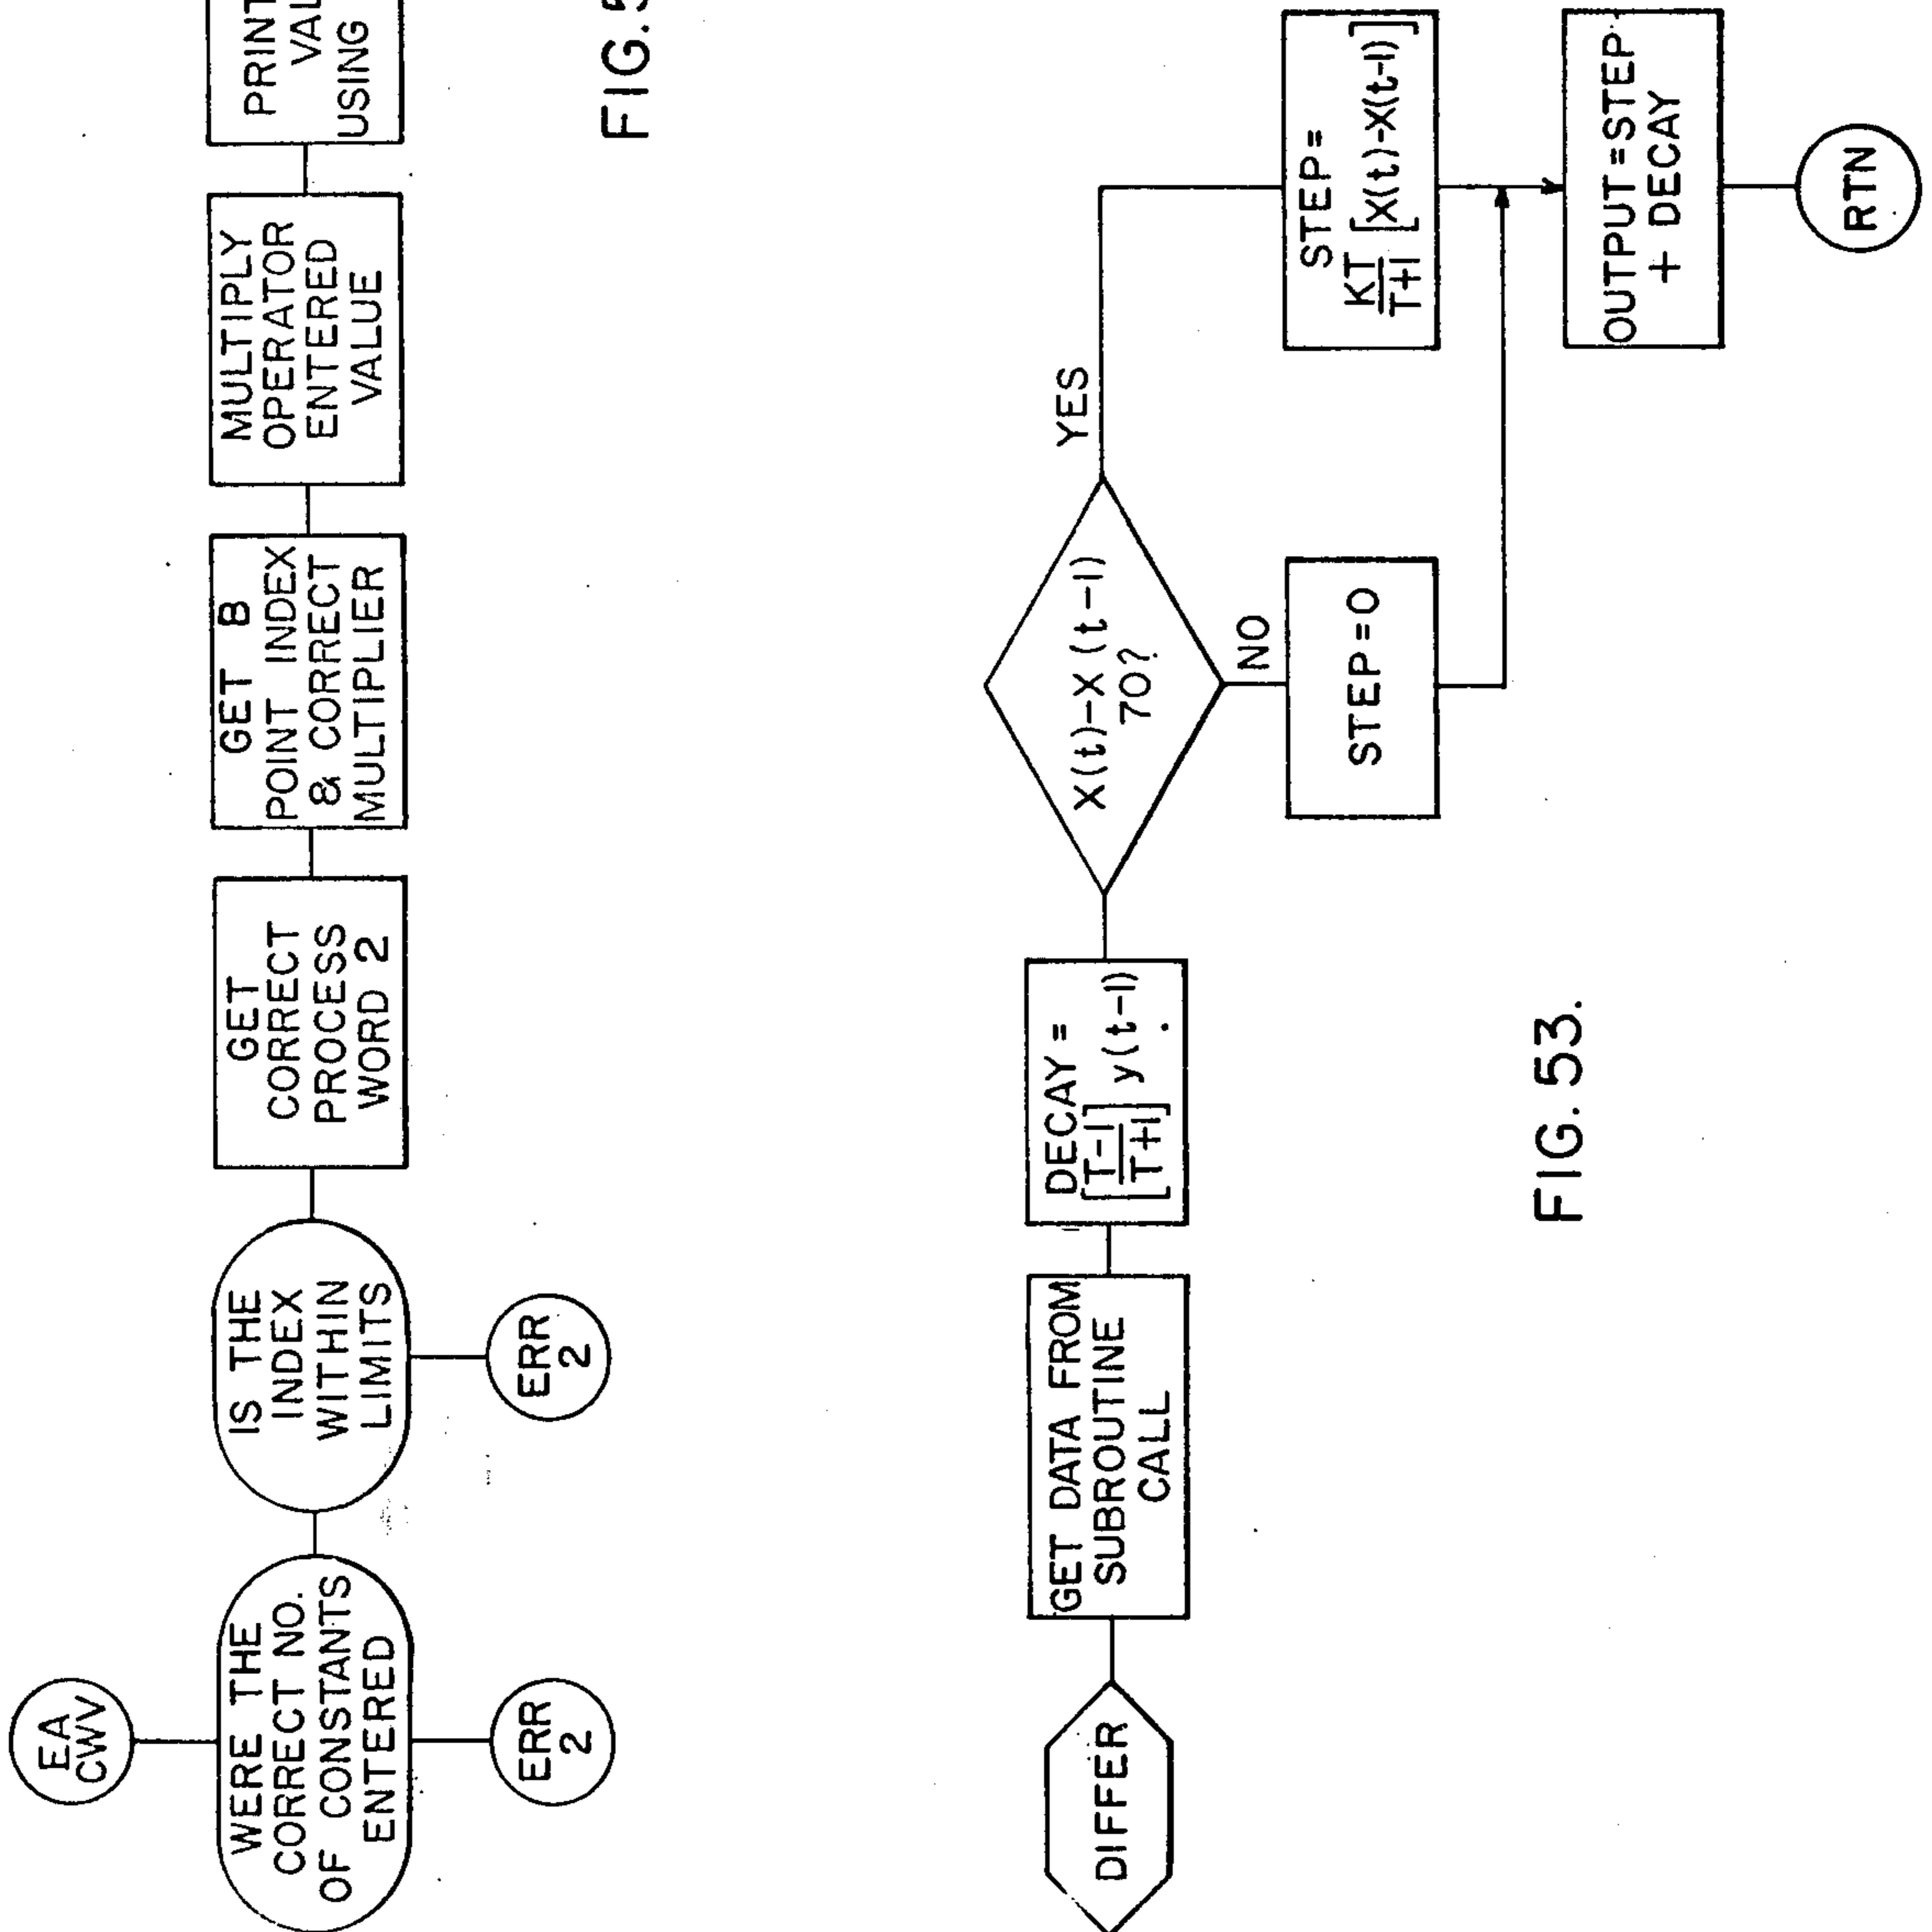 EA
CWV
WERE THE
CORRECT NO.
OF CONSTANTS
ENTERED
ERR
2
IS THE
INDEX
WITHIN
LIMITS
ERR
2
GET
CORRECT
PROCESS
WORD 2
GET B
POINT INDEX
& CORRECT
MULTIPLIER
MULTIPLY
OPERATOR
ENTERED
VALUE
PRINT
VAL
USING
FIG. 5
DIFFER
GET DATA FROM
SUBROUTINE
CALL
DECAY =
[T-1/T+1] y(t-1)
X(t)-X(t-1)
70?
YES
NO
STEP=0
STEP=
KT/T+1 [X(t)-X(t-1)]
OUTPUT=STEP
+ DECAY
RTN
FIG. 53.